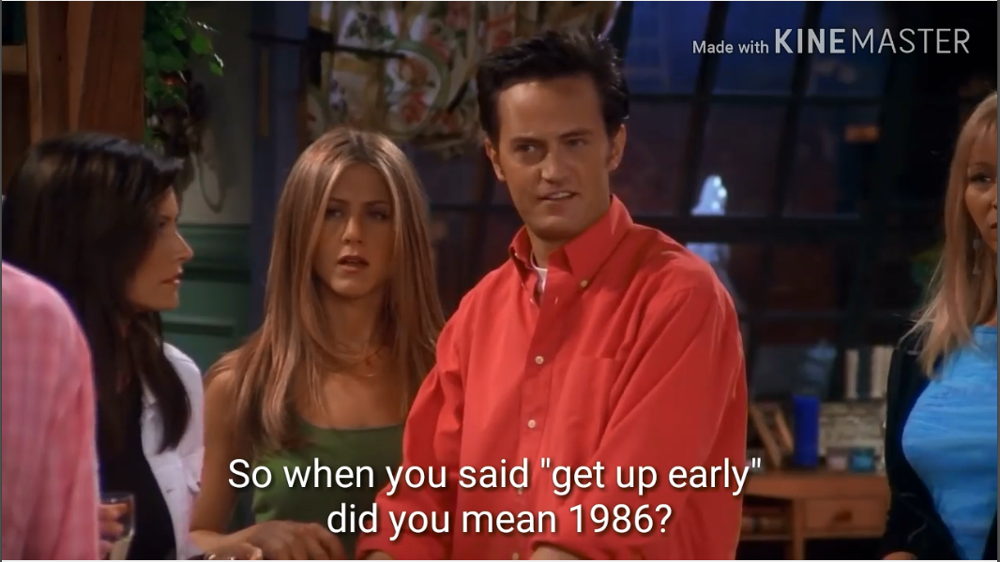 Made with KINEMASTER
So when you said "get up early"
did you mean 1986?